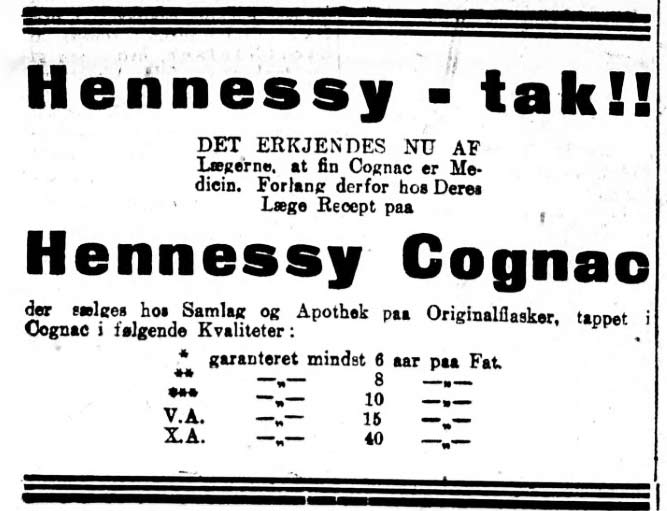 Hennessy - tak!!
DET ERKJENDES NU AF
Lægerne, at fin Cognac er Me-
dicin. Forlang derfor hos Deres
Læge Recept paa
Hennessy Cognac
der sælges hos Samlag og Apothek paa Originalflasker, tappet i
Cognac i følgende Kvaliteter:
* garanteret mindst 6 aar paa Fat.
** —„— 8 —„—
*** —„— 10 —„—
V.A. —„— 15 —„—
X.A. —„— 40 —„—